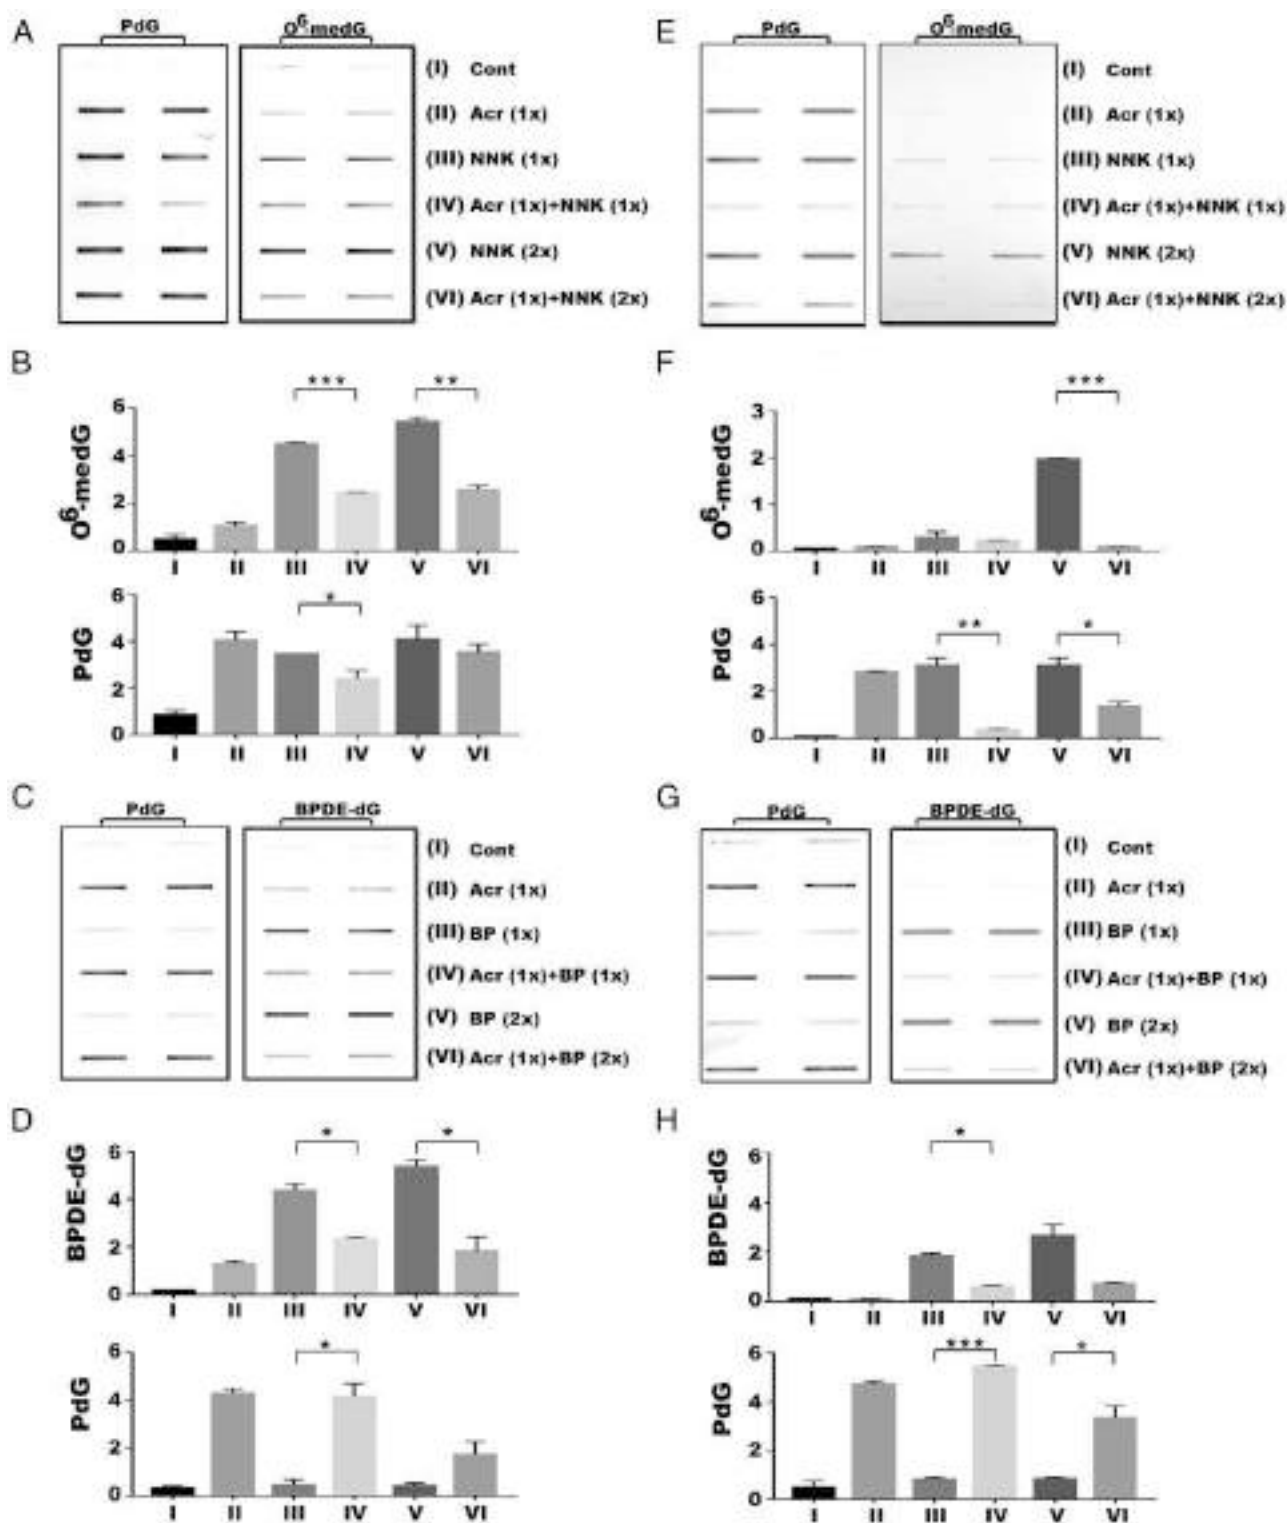 A
PdG
O6-medG
(I) Cont
(II) Acr (1x)
(III) NNK (1x)
(IV) Acr (1x)+NNK (1x)
(V) NNK (2x)
(VI) Acr (1x)+NNK (2x)
B
***
**
O6-medG
6
4
2
0
I II III IV V VI
*
PdG
6
4
2
0
I II III IV V VI
C
PdG
BPDE-dG
(I) Cont
(II) Acr (1x)
(III) BP (1x)
(IV) Acr (1x)+BP (1x)
(V) BP (2x)
(VI) Acr (1x)+BP (2x)
D
*
*
BPDE-dG
6
4
2
0
I II III IV V VI
*
PdG
6
4
2
0
I II III IV V VI
E
PdG
O6-medG
(I) Cont
(II) Acr (1x)
(III) NNK (1x)
(IV) Acr (1x)+NNK (1x)
(V) NNK (2x)
(VI) Acr (1x)+NNK (2x)
F
***
O6-medG
3
2
1
0
I II III IV V VI
**
*
PdG
6
4
2
0
I II III IV V VI
G
PdG
BPDE-dG
(I) Cont
(II) Acr (1x)
(III) BP (1x)
(IV) Acr (1x)+BP (1x)
(V) BP (2x)
(VI) Acr (1x)+BP (2x)
H
*
BPDE-dG
6
4
2
0
I II III IV V VI
***
*
PdG
6
4
2
0
I II III IV V VI